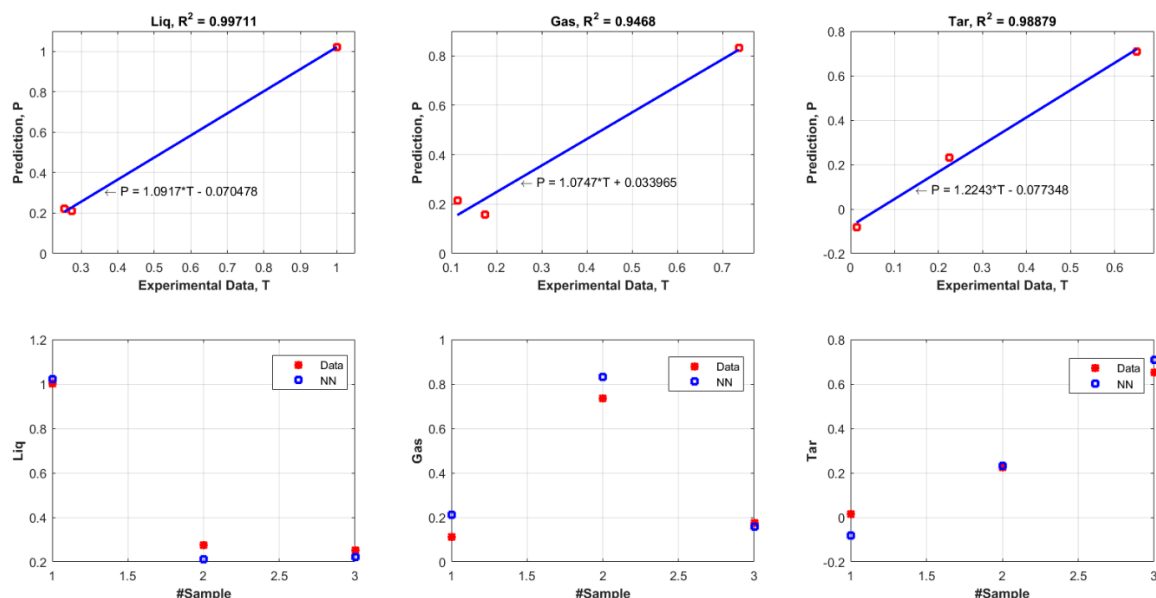 Liq, R² = 0.99711
Prediction, P
1
0.8
0.6
0.4
0.2
0
← P = 1.0917*T - 0.070478
0.3 0.4 0.5 0.6 0.7 0.8 0.9 1
Experimental Data, T
Gas, R² = 0.9468
Prediction, P
0.8
0.6
0.4
0.2
0
← P = 1.0747*T + 0.033965
0.1 0.2 0.3 0.4 0.5 0.6 0.7
Experimental Data, T
Tar, R² = 0.98879
Prediction, P
0.8
0.6
0.4
0.2
0
-0.2
← P = 1.2243*T - 0.077348
0 0.1 0.2 0.3 0.4 0.5 0.6
Experimental Data, T
Liq
1.2
1
0.8
0.6
0.4
0.2
Data
NN
1 1.5 2 2.5 3
#Sample
Gas
1
0.8
0.6
0.4
0.2
0
Data
NN
1 1.5 2 2.5 3
#Sample
Tar
0.8
0.6
0.4
0.2
0
-0.2
Data
NN
1 1.5 2 2.5 3
#Sample